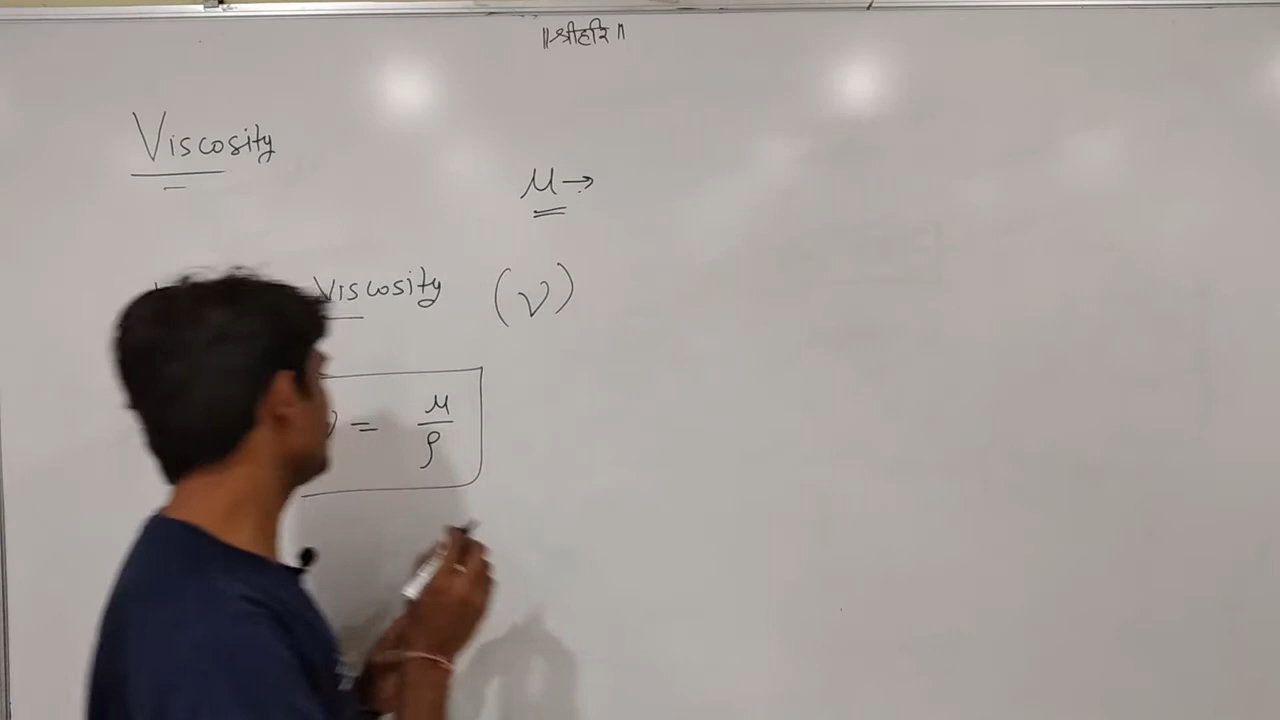 ॥श्रीहरि॥
Viscosity
μ→
Viscosity (ν)
ν = μ/ρ